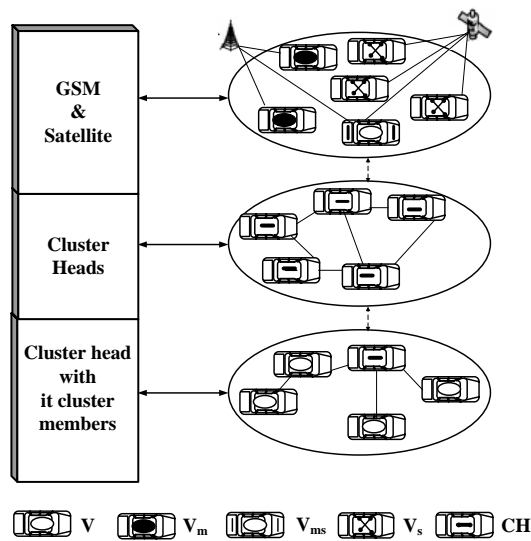 GSM
&
Satellite
Cluster
Heads
Cluster head
with
it cluster
members
V Vm Vms Vs CH